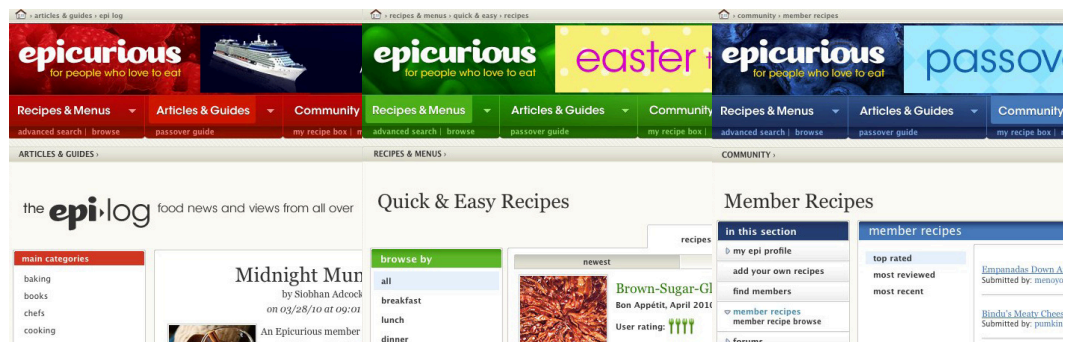 › articles & guides › epi log
epicurious
for people who love to eat
Recipes & Menus
Articles & Guides
Community
advanced search | browse
passover guide
my recipe box |
ARTICLES & GUIDES ›
the epi›log food news and views from all over
main categories
baking
books
chefs
cooking
Midnight Mun
by Siobhan Adcock
on 03/28/10 at 09:01
An Epicurious member
› recipes & menus › quick & easy › recipes
epicurious
for people who love to eat
easter
Recipes & Menus
Articles & Guides
Community
advanced search | browse
passover guide
my recipe box |
RECIPES & MENUS ›
Quick & Easy Recipes
recipes
browse by
all
breakfast
lunch
dinner
newest
Brown-Sugar-Gl
Bon Appétit, April 2010
User rating:
› community › member recipes
epicurious
for people who love to eat
passov
Recipes & Menus
Articles & Guides
Community
advanced search | browse
passover guide
my recipe
COMMUNITY ›
Member Recipes
in this section
my epi profile
add your own recipes
find members
member recipes
member recipe browse
forums
member recipes
top rated
most reviewed
most recent
Empanadas Down A
Submitted by: menoyo
Bindu's Meaty Chees
Submitted by: pumkin